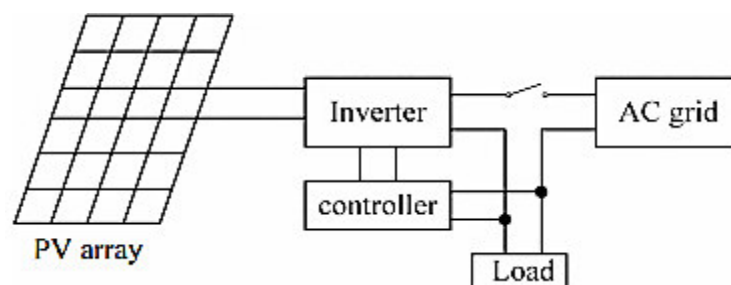 Inverter
AC grid
controller
PV array
Load